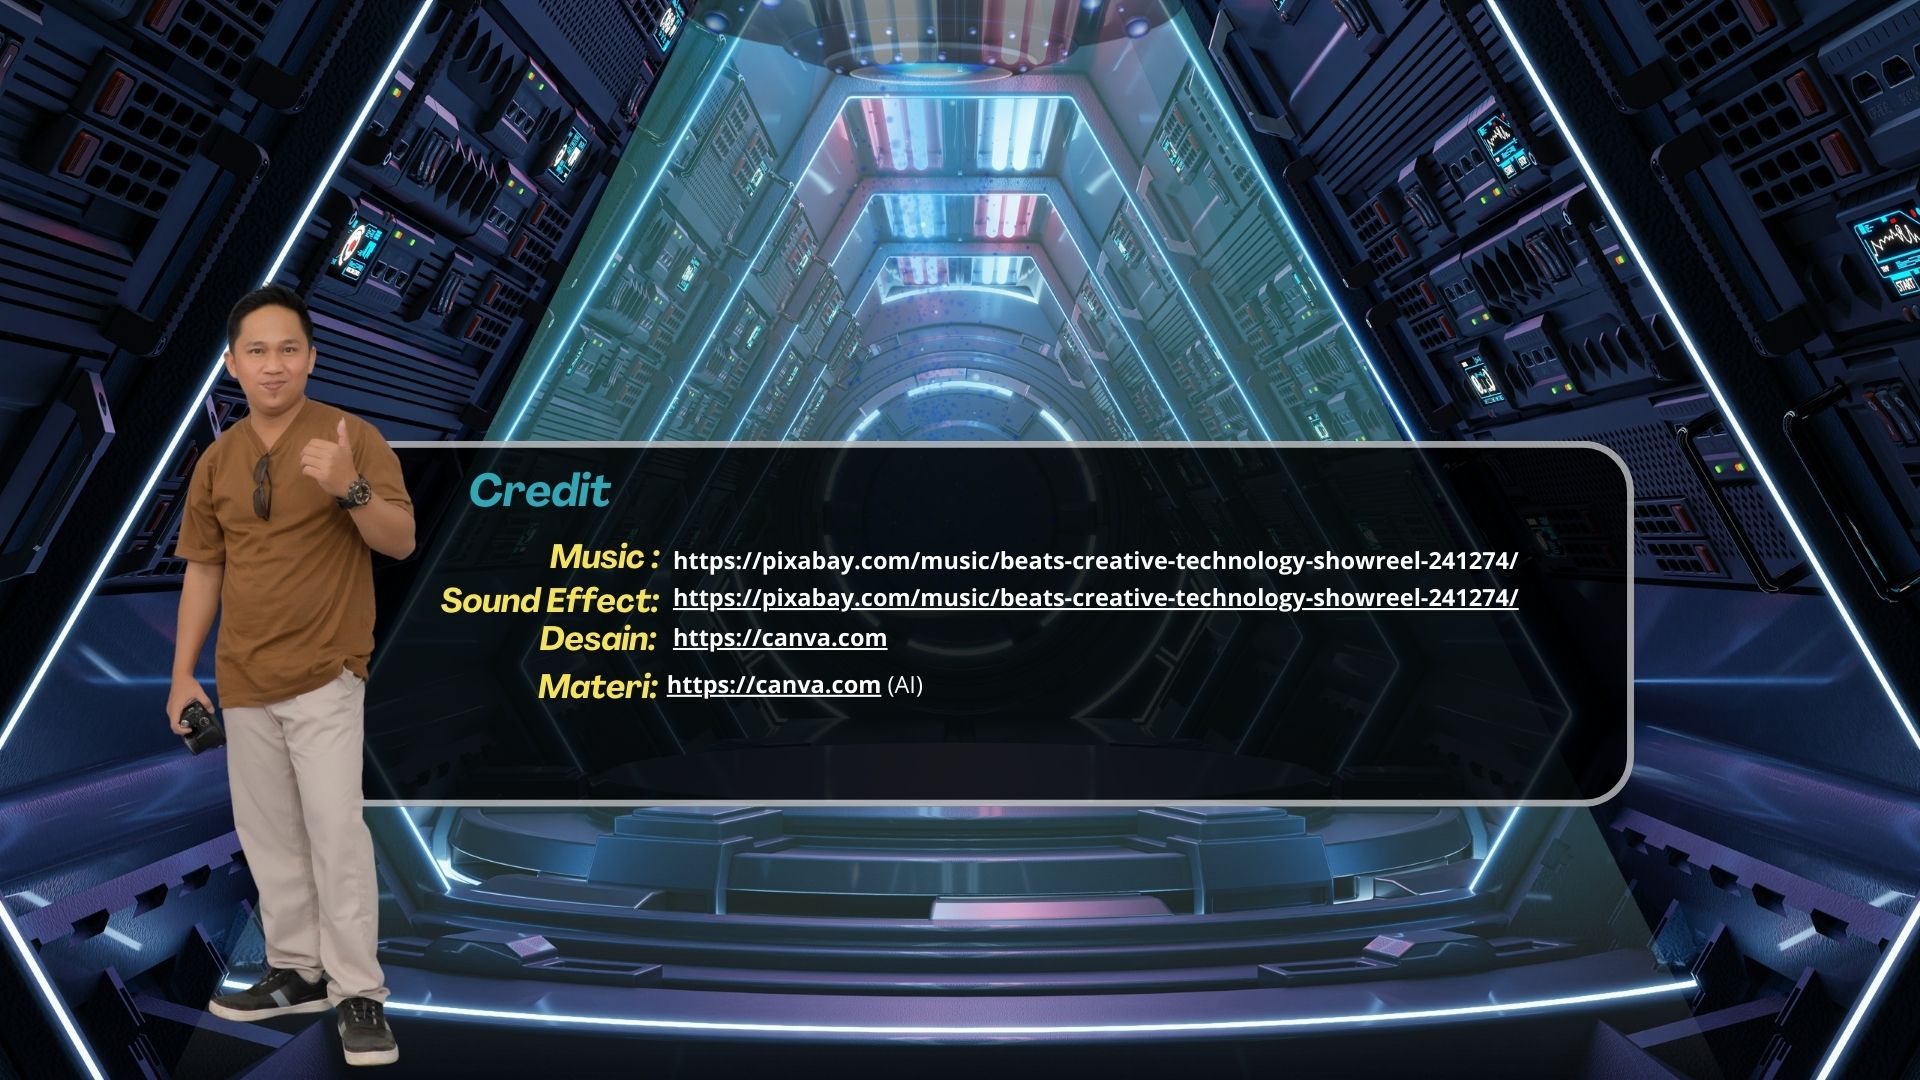 Credit
Music : https://pixabay.com/music/beats-creative-technology-showreel-241274/
Sound Effect: https://pixabay.com/music/beats-creative-technology-showreel-241274/
Desain: https://canva.com
Materi: https://canva.com (AI)
START